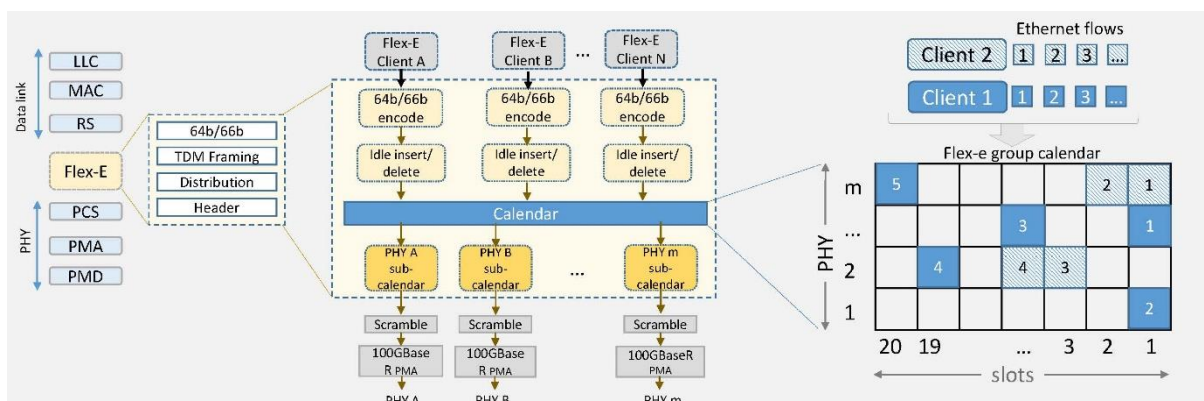 Data link
LLC
MAC
RS
Flex-E
PHY
PCS
PMA
PMD
64b/66b
TDM Framing
Distribution
Header
Flex-E
Client A
Flex-E
Client B
...
Flex-E
Client N
64b/66b
encode
64b/66b
encode
64b/66b
encode
Idle insert/
delete
Idle insert/
delete
Idle insert/
delete
Calendar
PHY A
sub-
calendar
PHY B
sub-
calendar
...
PHY m
sub-
calendar
Scramble
Scramble
Scramble
100GBase
R PMA
100GBase
R PMA
100GBaseR
PMA
PHY A
PHY B
PHY m
Ethernet flows
Client 2
1 2 3 ...
Client 1
1 2 3 ...
Flex-e group calendar
PHY
m 5 2 1
... 3 1
2 4 4 3
1 2
20 19 ... 3 2 1
slots